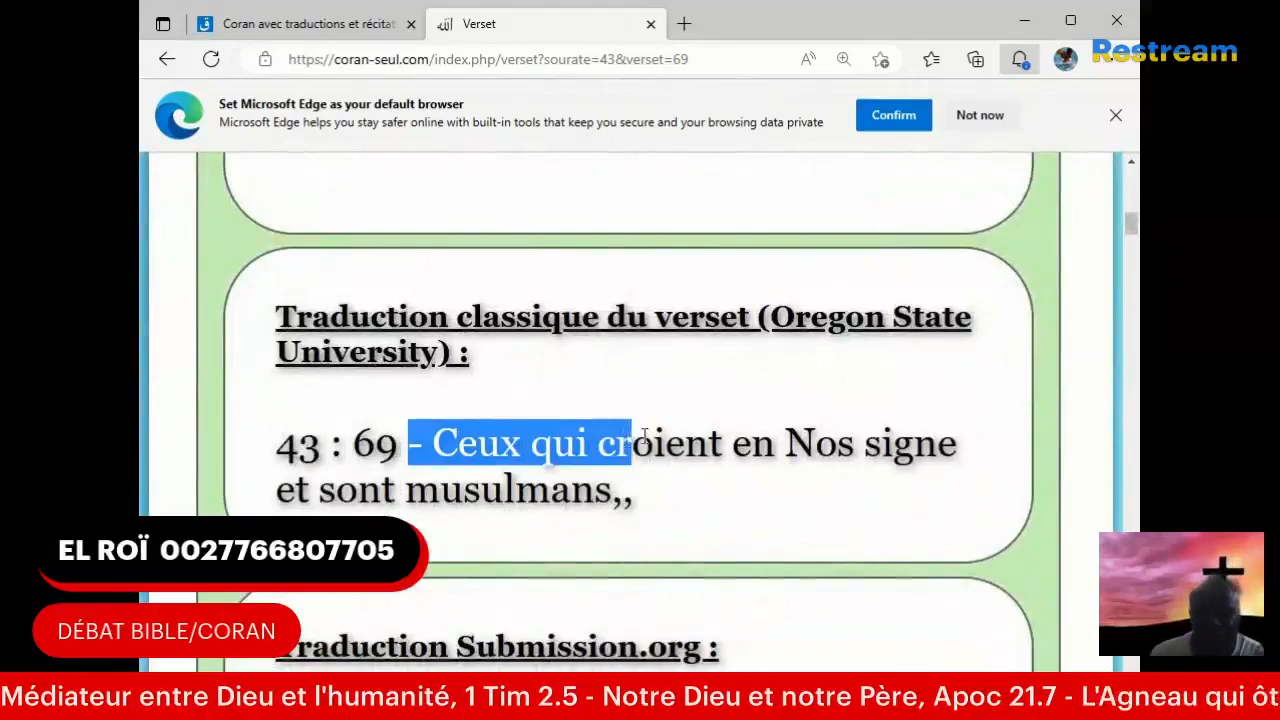 Coran avec traductions et récitat
Verset
https://coran-seul.com/index.php/verset?sourate=43&verset=69
Restream
Set Microsoft Edge as your default browser
Microsoft Edge helps you stay safer online with built-in tools that keep you secure and your browsing data private
Confirm
Not now
Traduction classique du verset (Oregon State
University) :
43 : 69 - Ceux qui croient en Nos signe
et sont musulmans,,
EL ROÏ 0027766807705
DÉBAT BIBLE/CORAN
Traduction Submission.org :
Médiateur entre Dieu et l'humanité, 1 Tim 2.5 - Notre Dieu et notre Père, Apoc 21.7 - L'Agneau qui ôt